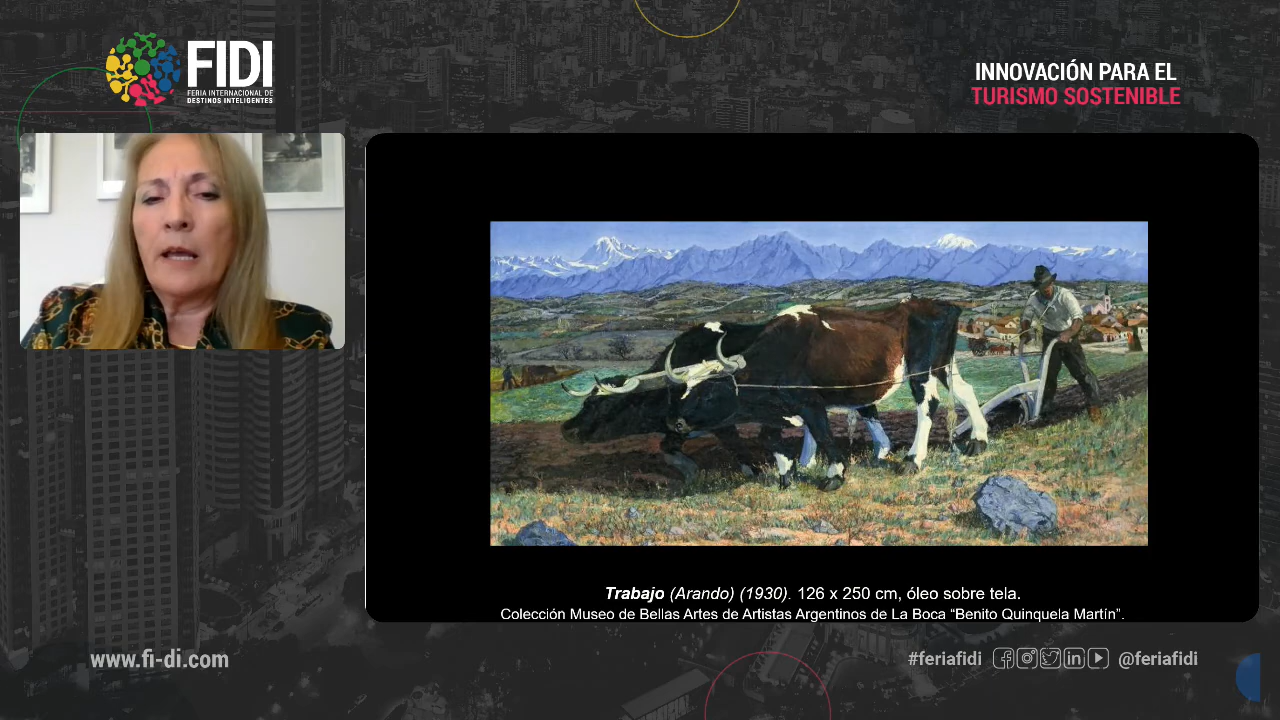 FIDI
FERIA INTERNACIONAL DE
DESTINOS INTELIGENTES
INNOVACIÓN PARA EL
TURISMO SOSTENIBLE
Trabajo (Arando) (1930). 126 x 250 cm, óleo sobre tela.
Colección Museo de Bellas Artes de Artistas Argentinos de La Boca “Benito Quinquela Martín”.
www.fi-di.com
#feriafidi
@feriafidi